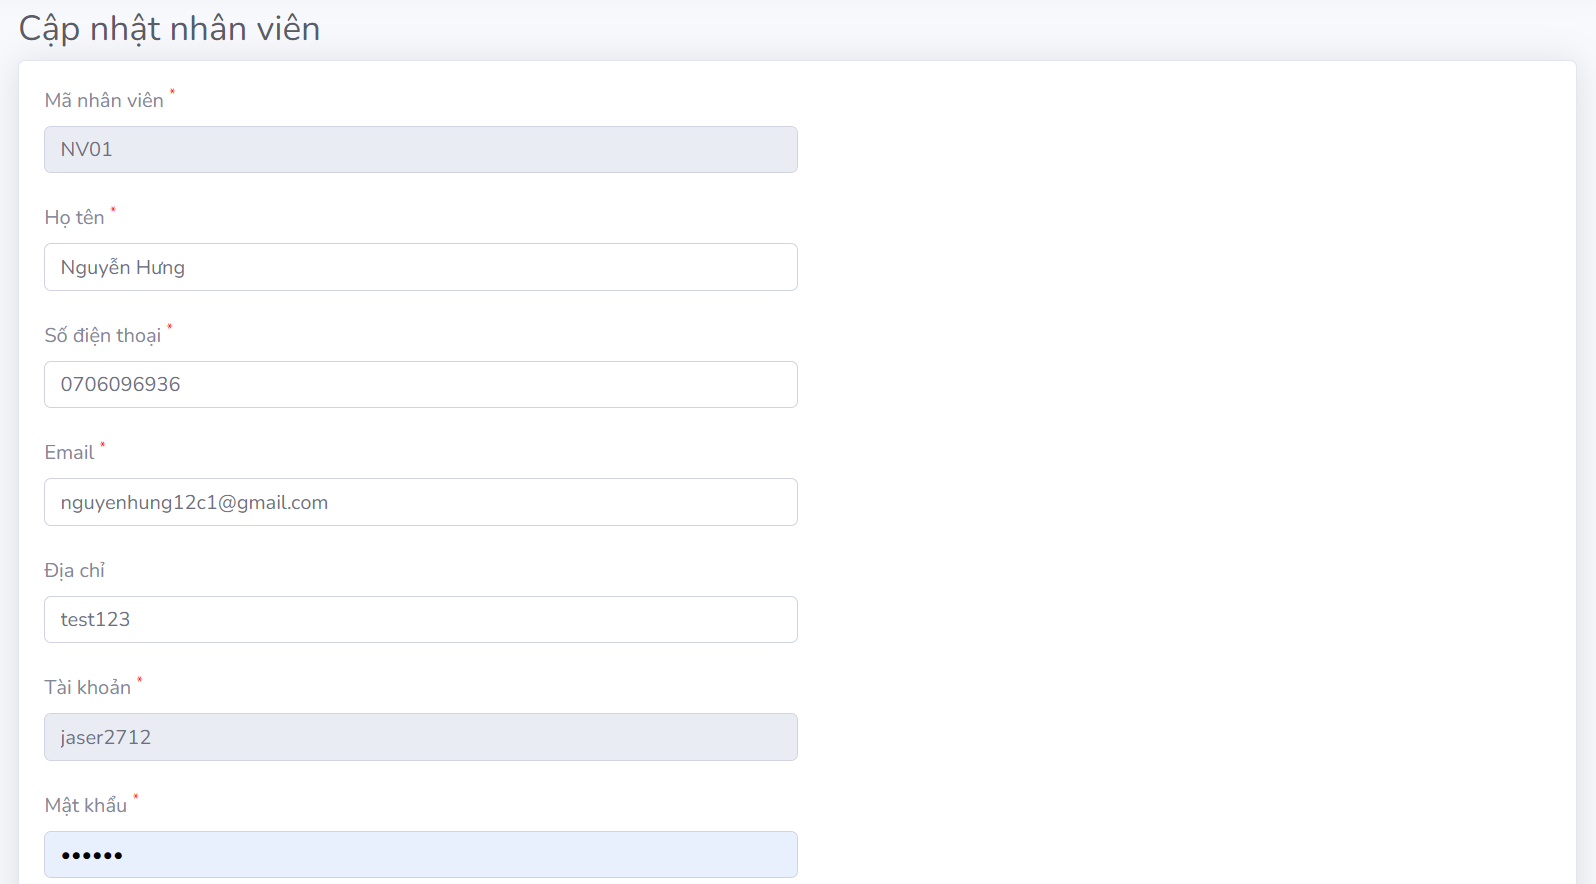 Cập nhật nhân viên
Mã nhân viên *
NV01
Họ tên *
Nguyễn Hưng
Số điện thoại *
0706096936
Email *
nguyenhung12c1@gmail.com
Địa chỉ
test123
Tài khoản *
jaser2712
Mật khẩu *
••••••